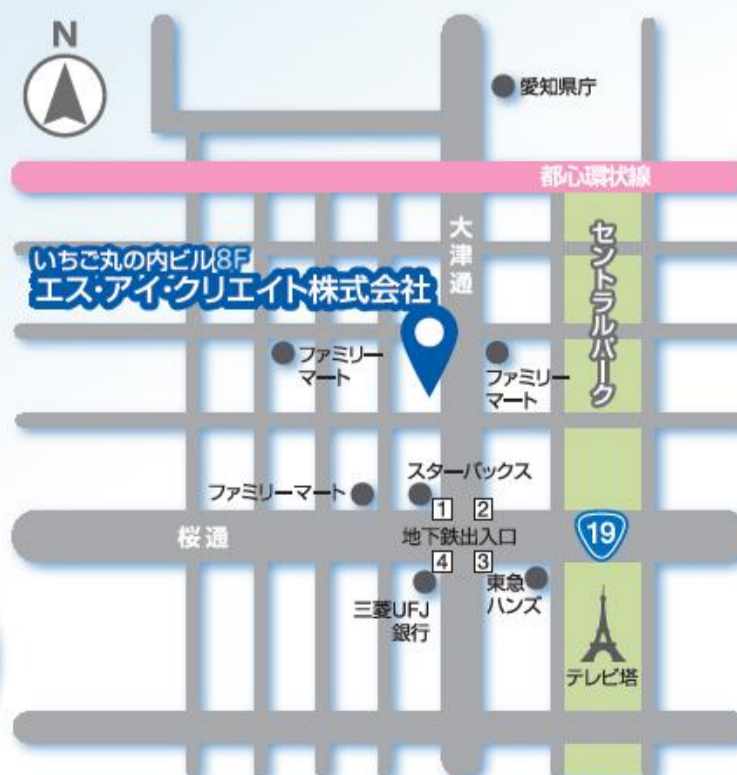 N
愛知県庁
都心環状線
大津通
セントラルパーク
いちご丸の内ビル8F
エス・アイ・クリエイト株式会社
ファミリー
マート
ファミリー
マート
スターバックス
ファミリーマート
1 2
桜通
地下鉄出入口
19
4 3
三菱UFJ
銀行
東急
ハンズ
テレビ塔